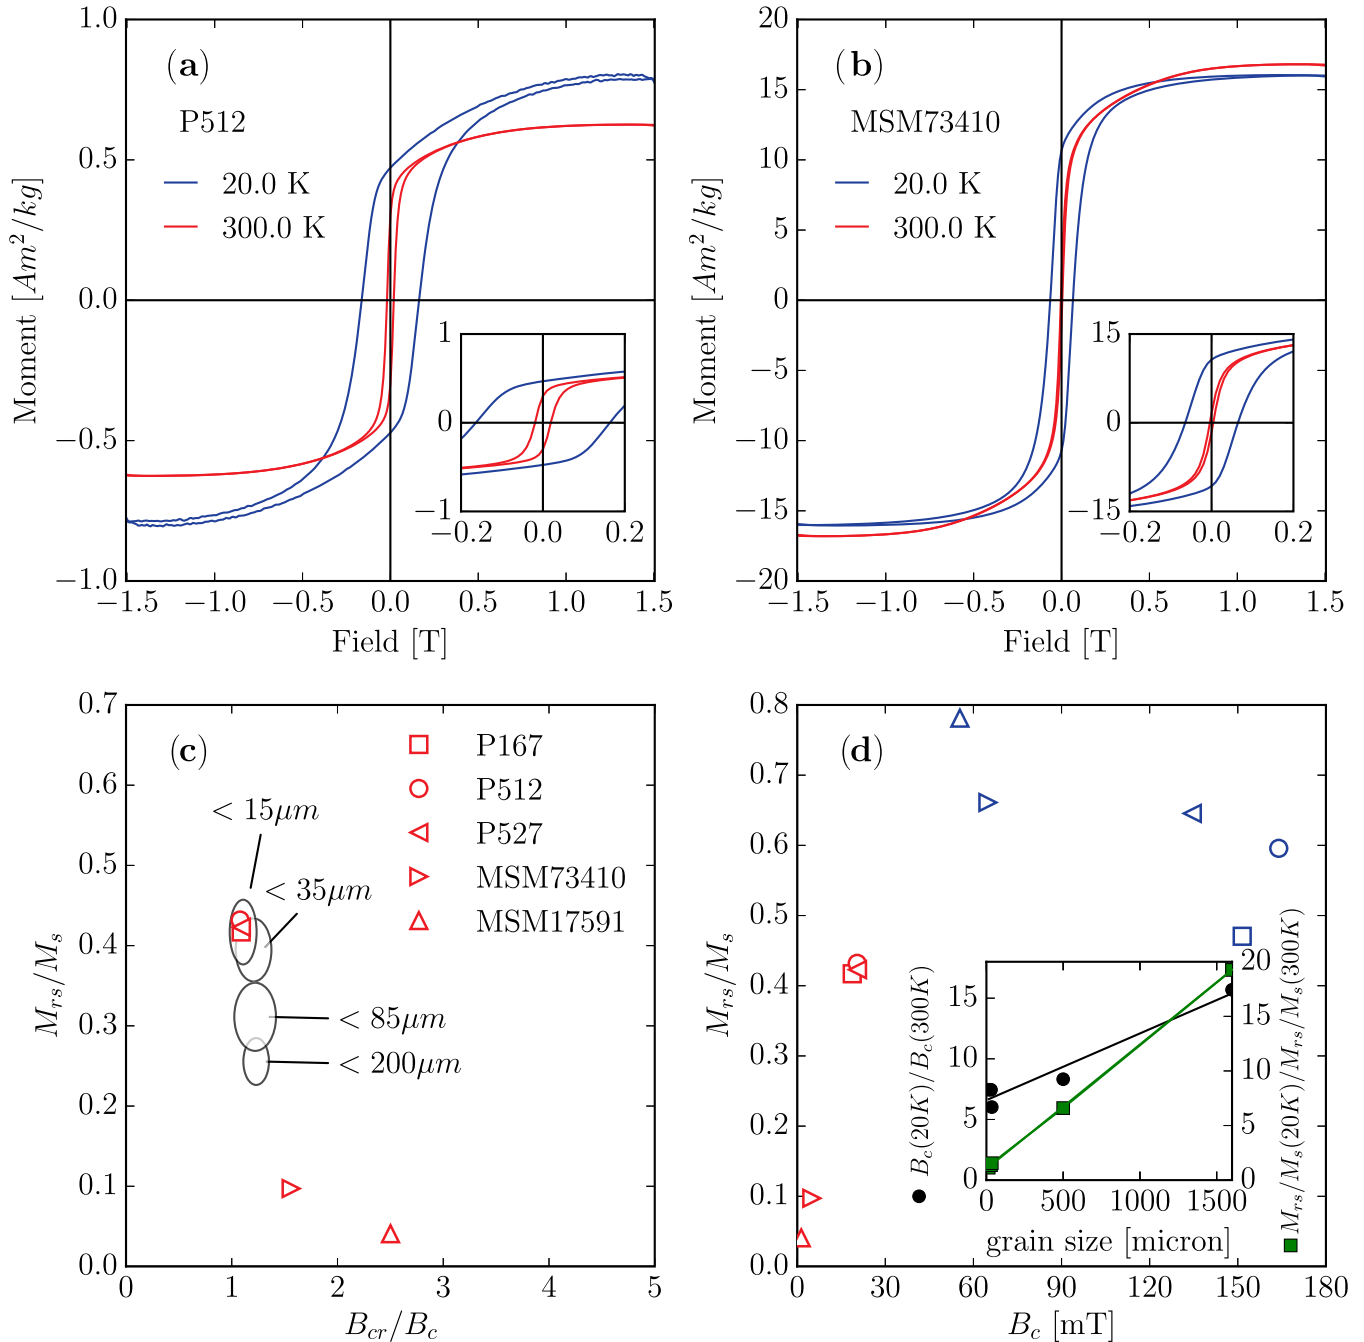 (a)
P512
20.0 K
300.0 K
1.0
0.5
0.0
−0.5
−1.0
−1.5 −1.0 −0.5 0.0 0.5 1.0 1.5
Moment [Am²/kg]
Field [T]
1
0
−1
−0.2 0.0 0.2
(b)
MSM73410
20.0 K
300.0 K
20
15
10
5
0
−5
−10
−15
−20
−1.5 −1.0 −0.5 0.0 0.5 1.0 1.5
Moment [Am²/kg]
Field [T]
15
0
−15
−0.2 0.0 0.2
(c)
P167
P512
P527
MSM73410
MSM17591
< 15μm
< 35μm
< 85μm
< 200μm
0.7
0.6
0.5
0.4
0.3
0.2
0.1
0.0
0 1 2 3 4 5
M_rs/M_s
B_cr/B_c
(d)
0.8
0.7
0.6
0.5
0.4
0.3
0.2
0.1
0.0
0 30 60 90 120 150 180
M_rs/M_s
B_c [mT]
15
10
5
0
20
15
10
5
0
0 500 1000 1500
grain size [micron]
B_c(20K)/B_c(300K)
M_rs/M_s(20K)/M_rs/M_s(300K)